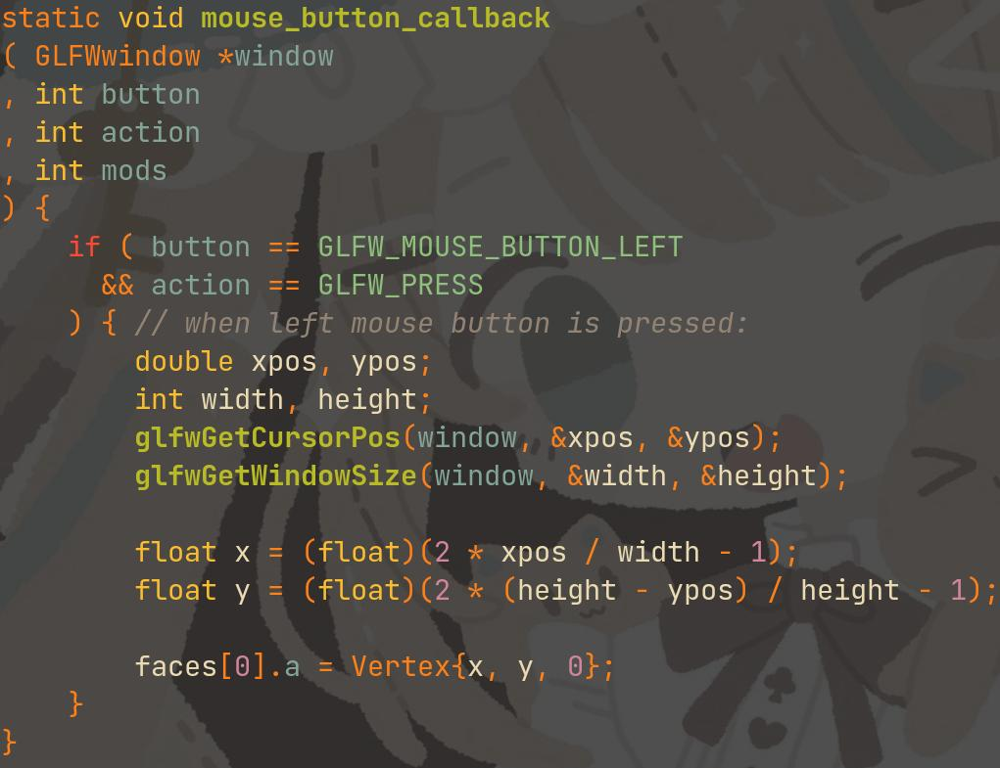 static void mouse_button_callback
( GLFWwindow *window
, int button
, int action
, int mods
) {
    if ( button == GLFW_MOUSE_BUTTON_LEFT
      && action == GLFW_PRESS
    ) { // when left mouse button is pressed:
        double xpos, ypos;
        int width, height;
        glfwGetCursorPos(window, &xpos, &ypos);
        glfwGetWindowSize(window, &width, &height);

        float x = (float)(2 * xpos / width - 1);
        float y = (float)(2 * (height - ypos) / height - 1);

        faces[0].a = Vertex{x, y, 0};
    }
}